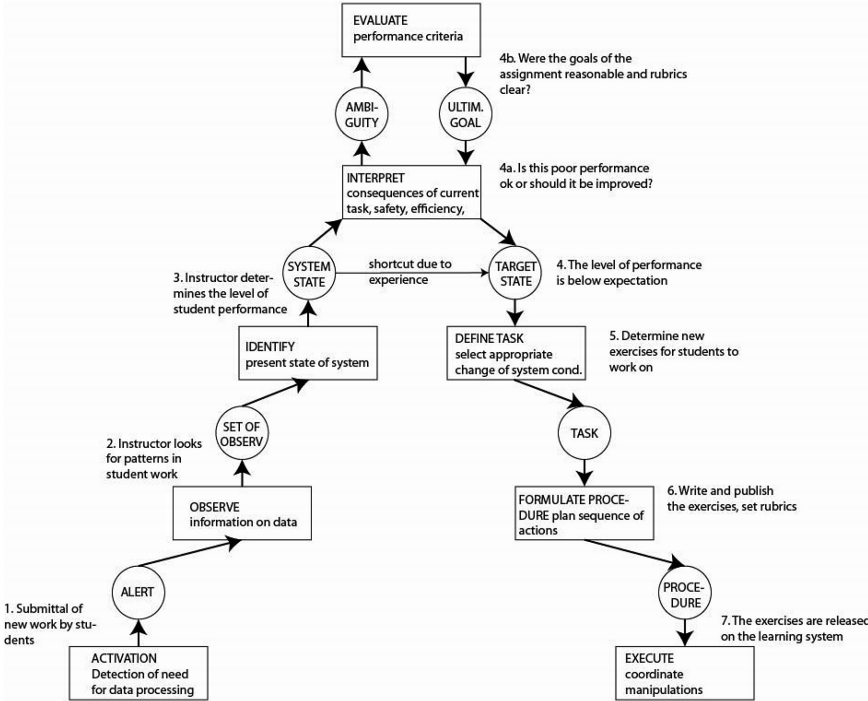 EVALUATE
performance criteria
4b. Were the goals of the
assignment reasonable and rubrics
clear?
AMBI-
GUITY
ULTIM.
GOAL
4a. Is this poor performance
ok or should it be improved?
INTERPRET
consequences of current
task, safety, efficiency,
3. Instructor deter-
mines the level of
student performance
SYSTEM
STATE
shortcut due to
experience
TARGET
STATE
4. The level of performance
is below expectation
IDENTIFY
present state of system
DEFINE TASK
select appropriate
change of system cond.
5. Determine new
exercises for students to
work on
2. Instructor looks
for patterns in
student work
SET OF
OBSERV
TASK
OBSERVE
information on data
FORMULATE PROCE-
DURE plan sequence of
actions
6. Write and publish
the exercises, set rubrics
1. Submittal of
new work by stu-
dents
ALERT
PROCE-
DURE
7. The exercises are released
on the learning system
ACTIVATION
Detection of need
for data processing
EXECUTE
coordinate
manipulations